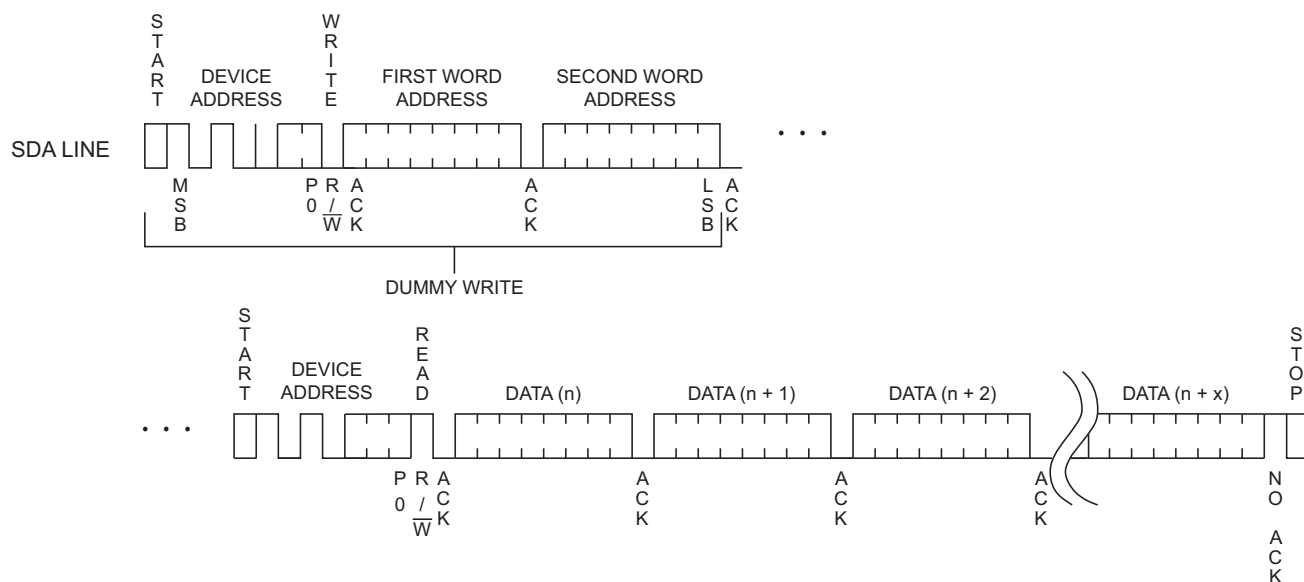 START
WRITE
DEVICE
ADDRESS
FIRST WORD
ADDRESS
SECOND WORD
ADDRESS
SDA LINE
. . .
MSB
P0
R/W̅
ACK
ACK
LSB
ACK
DUMMY WRITE
START
READ
STOP
DEVICE
ADDRESS
DATA (n)
DATA (n + 1)
DATA (n + 2)
DATA (n + x)
. . .
P0
R/W̅
ACK
ACK
ACK
ACK
NO ACK